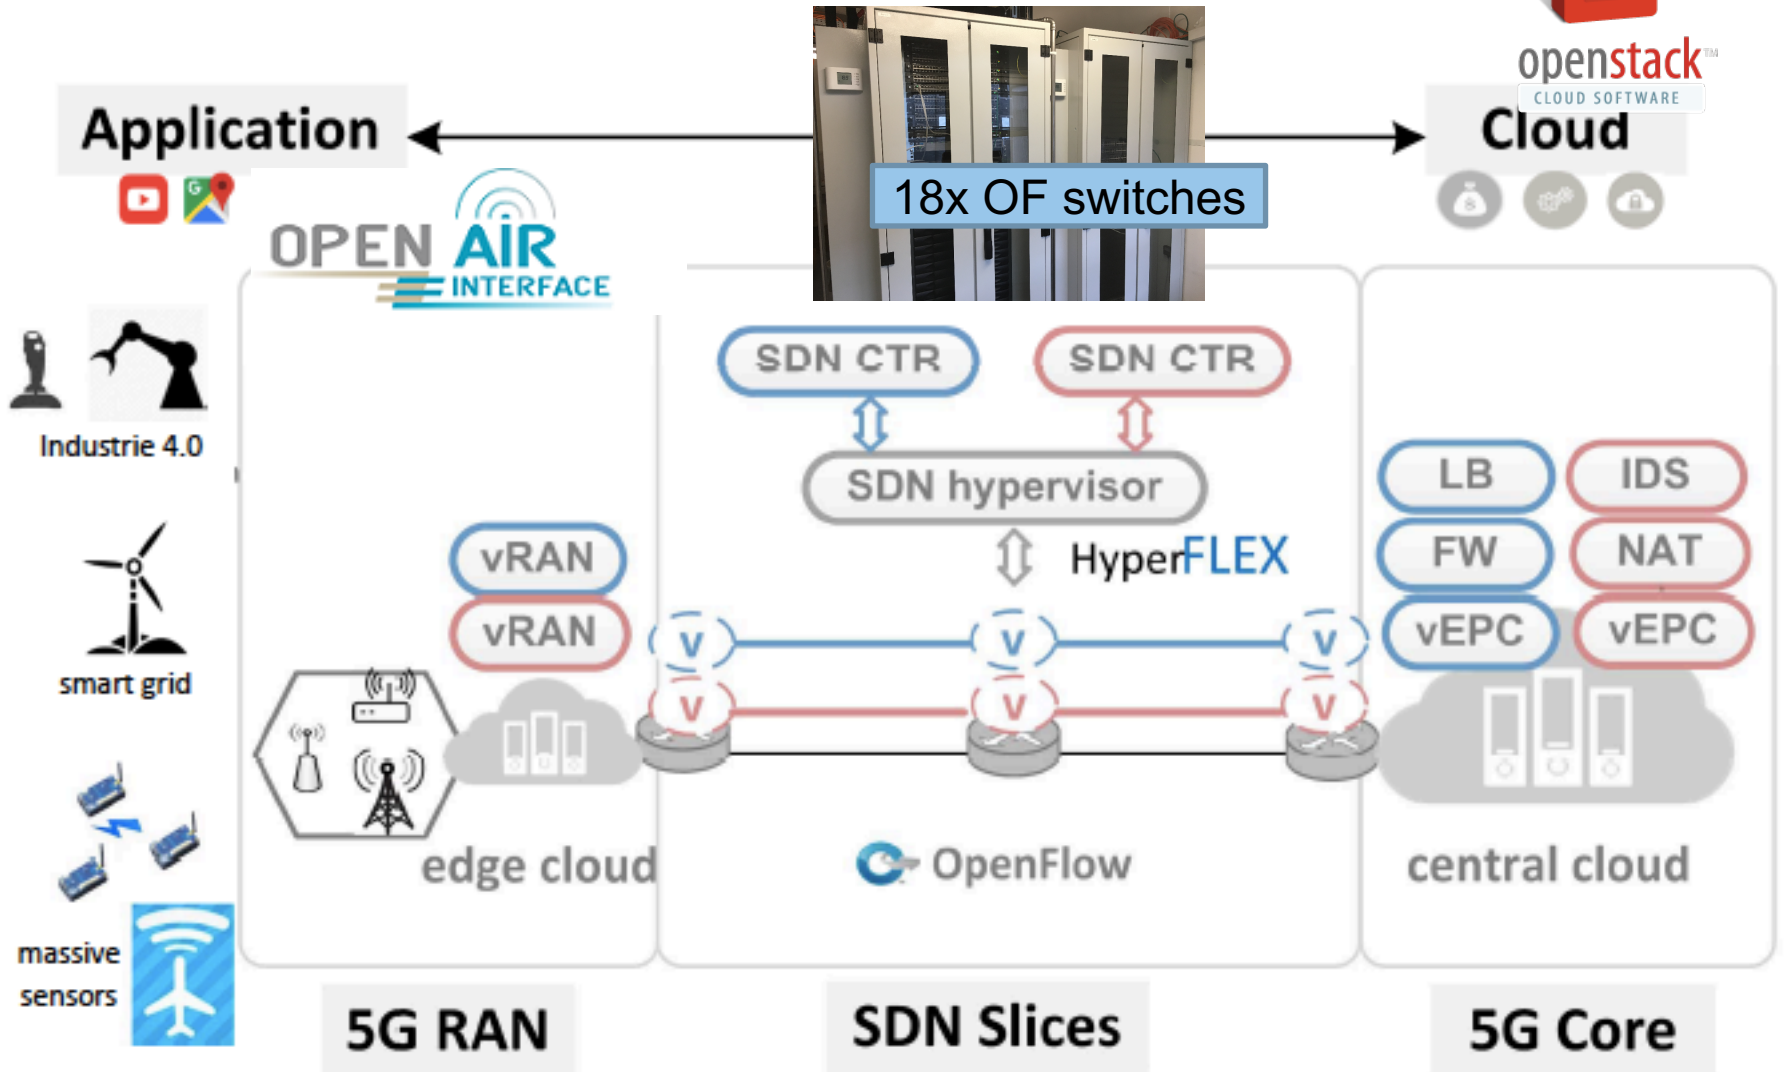 openstack™
CLOUD SOFTWARE
Application
Cloud
18x OF switches
OPEN AIR
INTERFACE
SDN CTR
SDN CTR
Industrie 4.0
SDN hypervisor
LB
IDS
HyperFLEX
vRAN
FW
NAT
vRAN
v
v
v
vEPC
vEPC
smart grid
v
v
v
edge cloud
OpenFlow
central cloud
massive
sensors
5G RAN
SDN Slices
5G Core